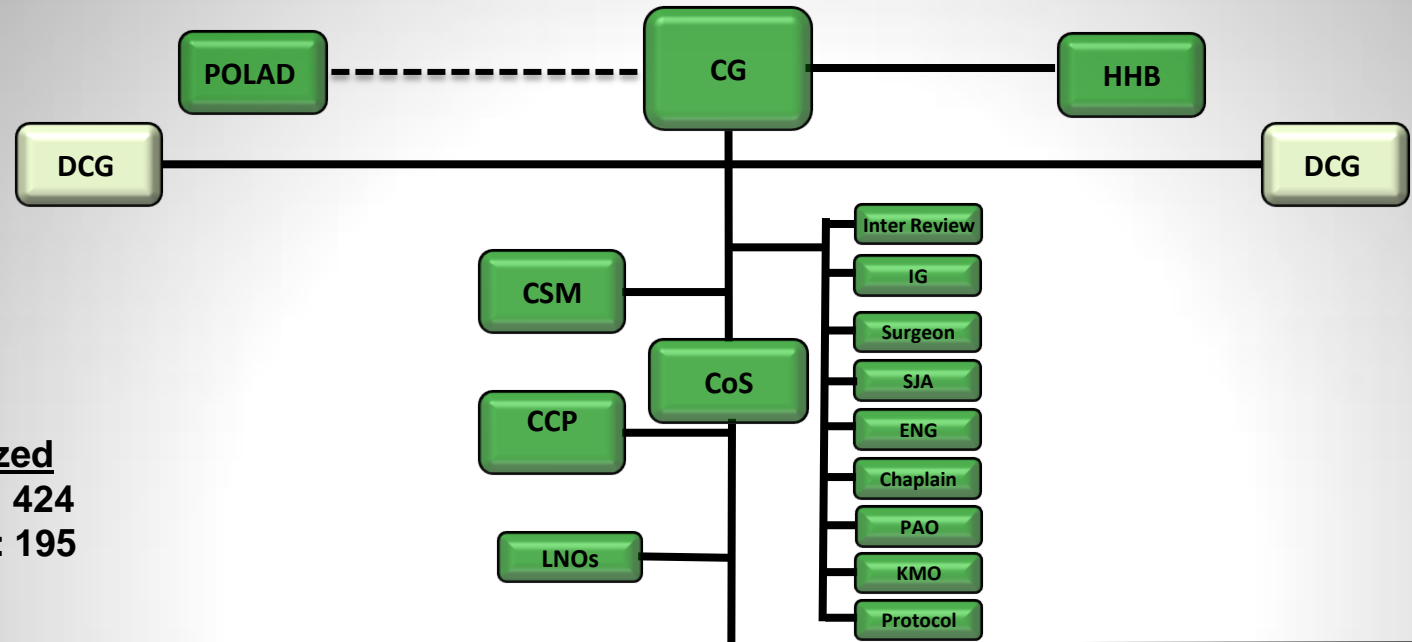 POLAD
CG
HHB
DCG
DCG
Inter Review
IG
CSM
Surgeon
CoS
SJA
CCP
ENG
zed
424
Chaplain
: 195
PAO
LNOs
KMO
Protocol